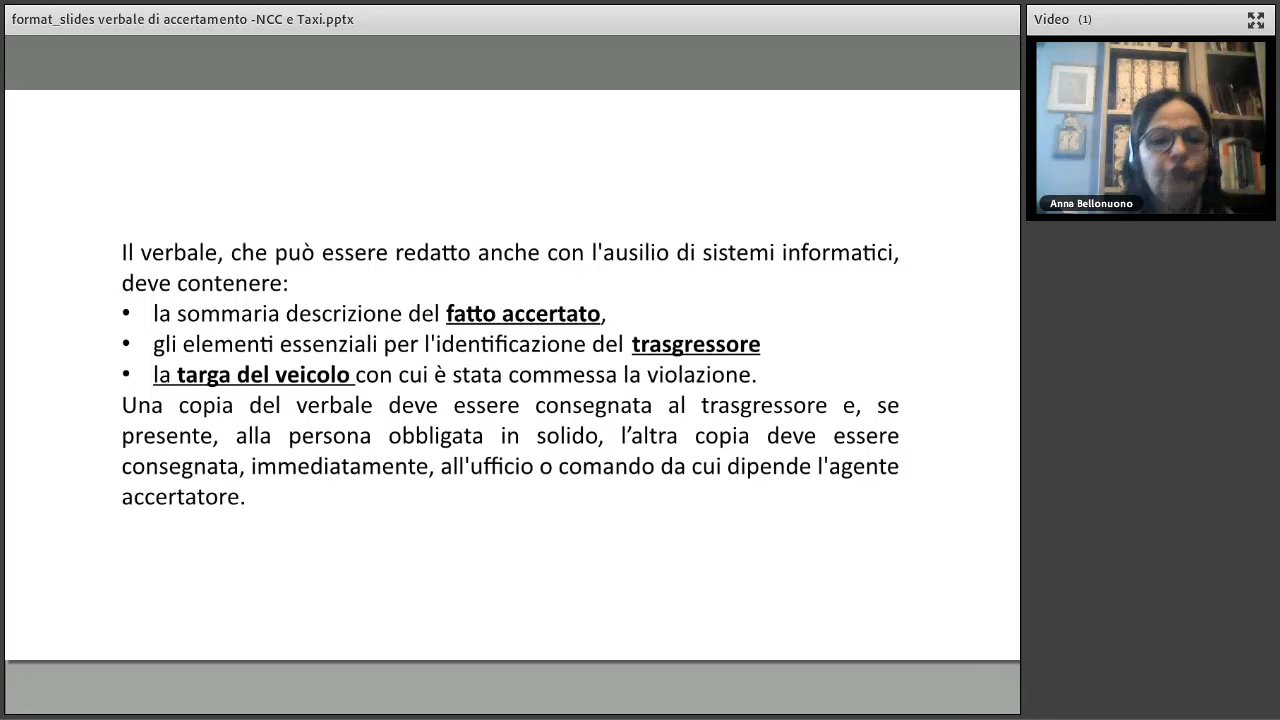 format_slides verbale di accertamento -NCC e Taxi.pptx
Video (1)
Anna Bellonuono
Il verbale, che può essere redatto anche con l'ausilio di sistemi informatici,
deve contenere:
• la sommaria descrizione del fatto accertato,
• gli elementi essenziali per l'identificazione del trasgressore
• la targa del veicolo con cui è stata commessa la violazione.
Una copia del verbale deve essere consegnata al trasgressore e, se
presente, alla persona obbligata in solido, l’altra copia deve essere
consegnata, immediatamente, all'ufficio o comando da cui dipende l'agente
accertatore.